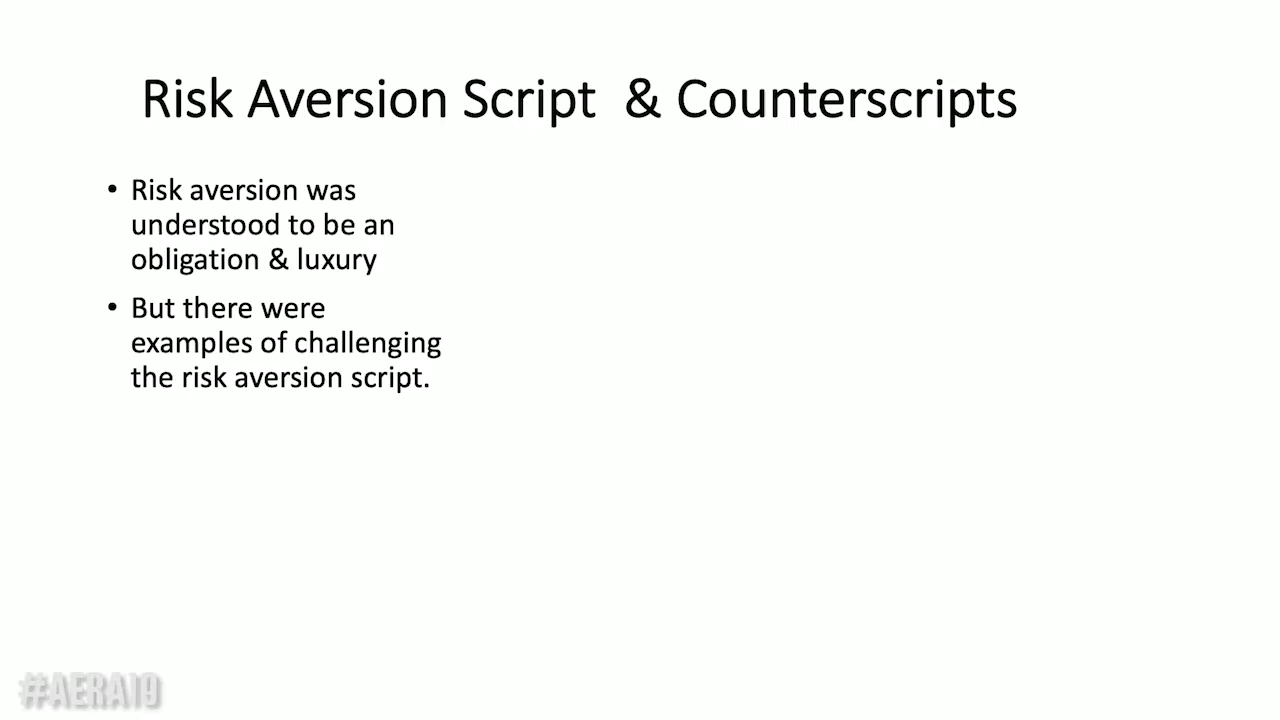 Risk Aversion Script & Counterscripts
• Risk aversion was
understood to be an
obligation & luxury
• But there were
examples of challenging
the risk aversion script.
#AERA19